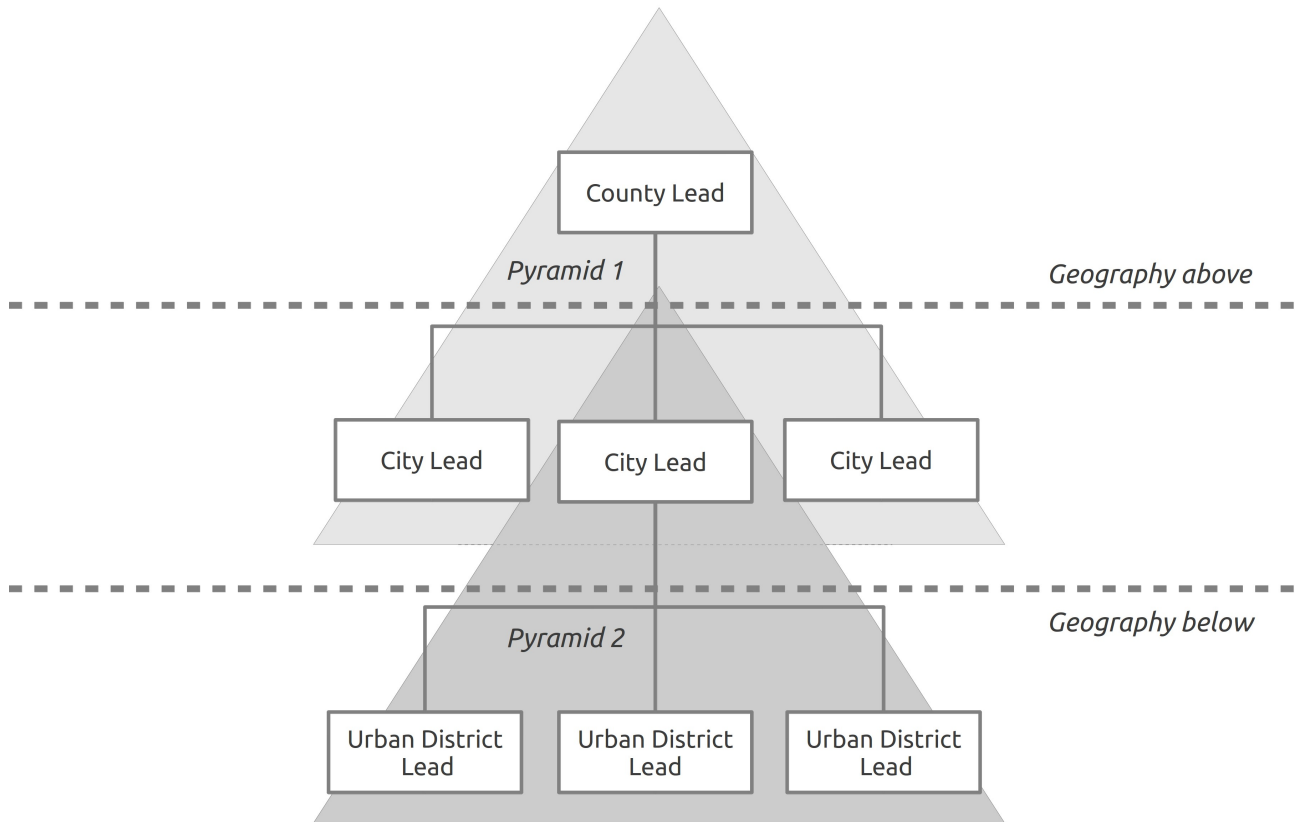 County Lead
Pyramid 1
Geography above
City Lead
City Lead
City Lead
Geography below
Pyramid 2
Urban District
Lead
Urban District
Lead
Urban District
Lead